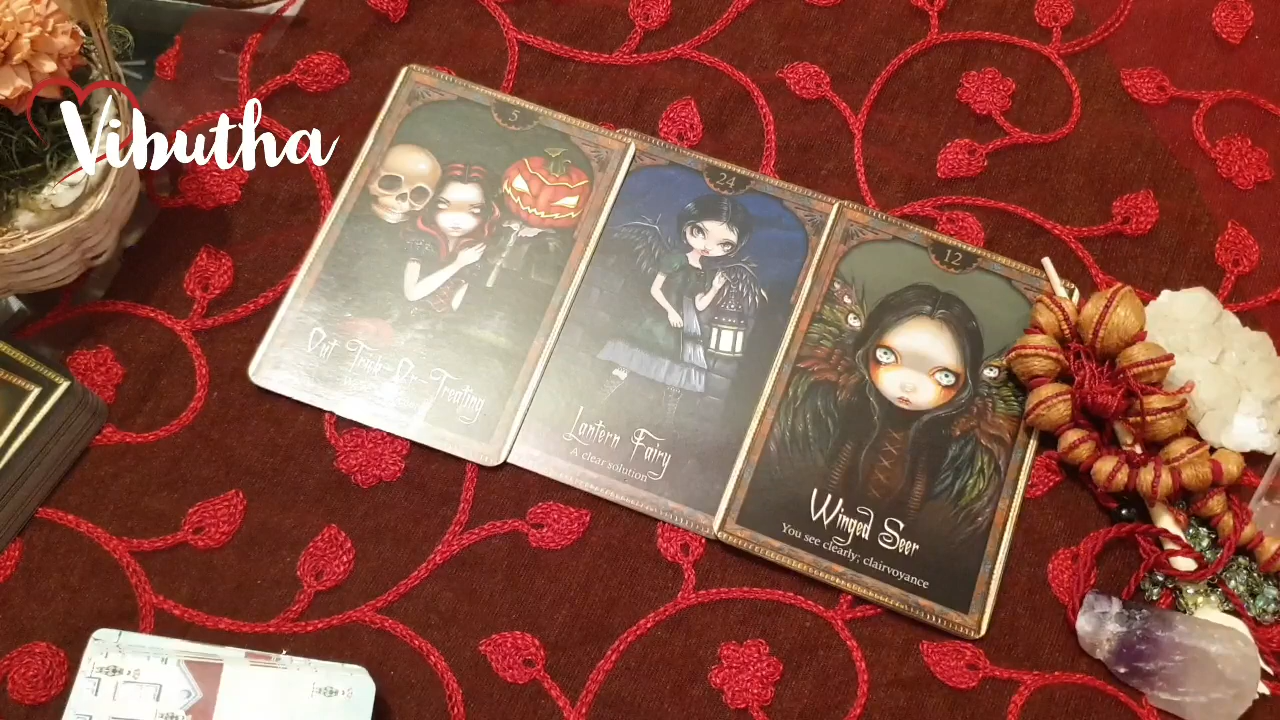 Vibutha
5
Out Trick-Or-Treating
24
Lantern Fairy
A clear solution
12
Winged Seer
You see clearly; clairvoyance